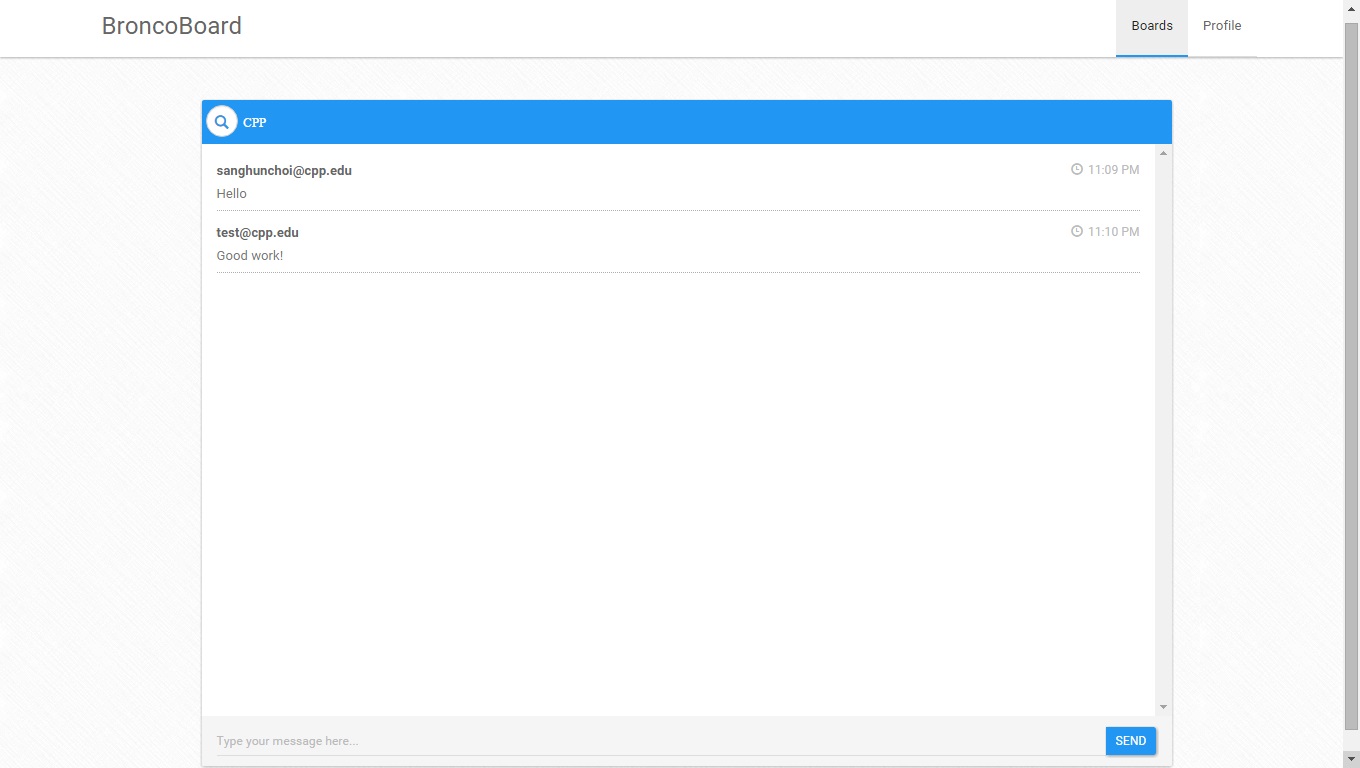 BroncoBoard
Boards
Profile
CPP
sanghunchoi@cpp.edu
11:09 PM
Hello
test@cpp.edu
11:10 PM
Good work!
Type your message here...
SEND